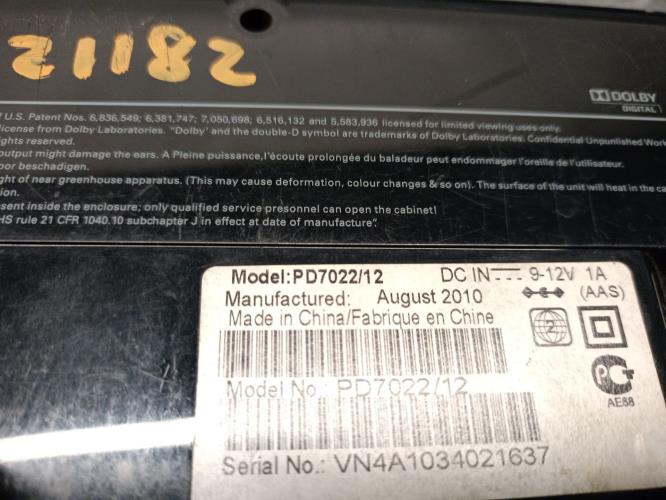 21182
DOLBY
DIGITAL
U.S. Patent Nos. 6,836,549; 6,381,747; 7,050,698; 6,516,132 and 5,583,936 licensed for limited viewing uses only.
license from Dolby Laboratories. "Dolby' and the double-D symbol are trademarks of Dolby Laboratories. Confidential Unpunlished Work
ights reserved.
output might damage the ears. A Pleine puissance,l'écoute prolongée du baladeur peut endommager l'oreille de l'utilisateur.
oor beschadigen.
ght of near greenhouse apparatus. (This may cause deformation, colour changes & so on). The surface of the unit will heat in the ca
ion.
sent inside the enclosure; only qualified service presonnel can open the cabinet!
HS rule 21 CFR 1040.10 subchapter J in effect at date of manufacture".
Model:PD7022/12 DC IN 9-12V 1A
Manufactured: August 2010 (AAS)
Made in China/Fabrique en Chine
2
Model No.: PD7022/12
AE88
Serial No.: VN4A1034021637